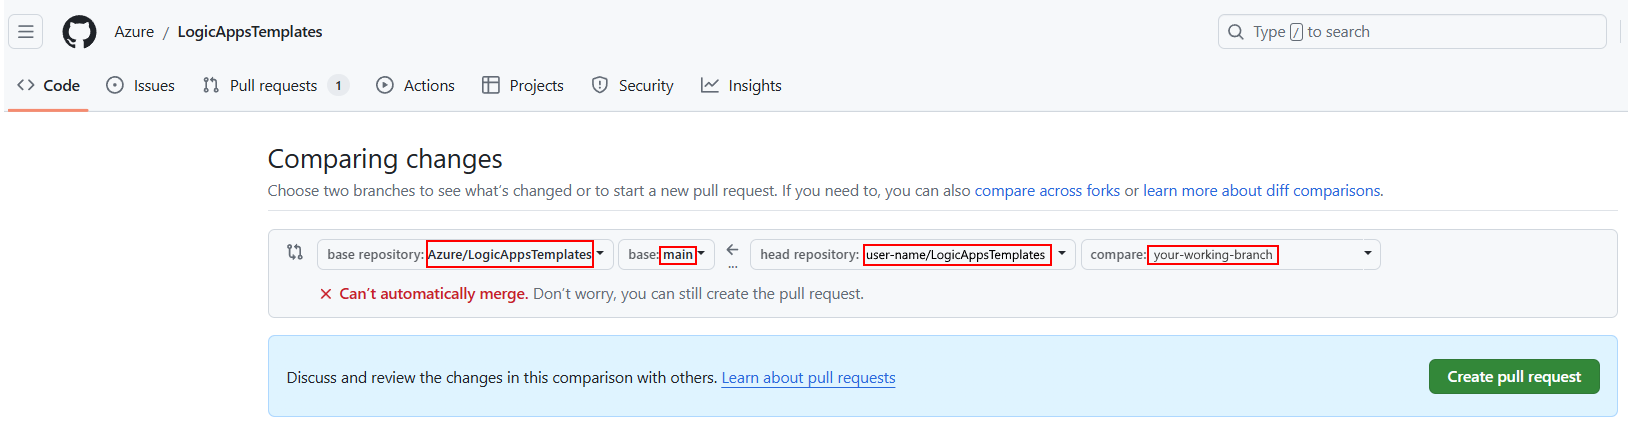 Azure / LogicAppsTemplates
Type / to search
Code Issues Pull requests 1 Actions Projects Security Insights
Comparing changes
Choose two branches to see what's changed or to start a new pull request. If you need to, you can also compare across forks or learn more about diff comparisons.
base repository: Azure/LogicAppsTemplates base: main ← ... head repository: user-name/LogicAppsTemplates compare: your-working-branch
Can't automatically merge. Don't worry, you can still create the pull request.
Discuss and review the changes in this comparison with others. Learn about pull requests
Create pull request